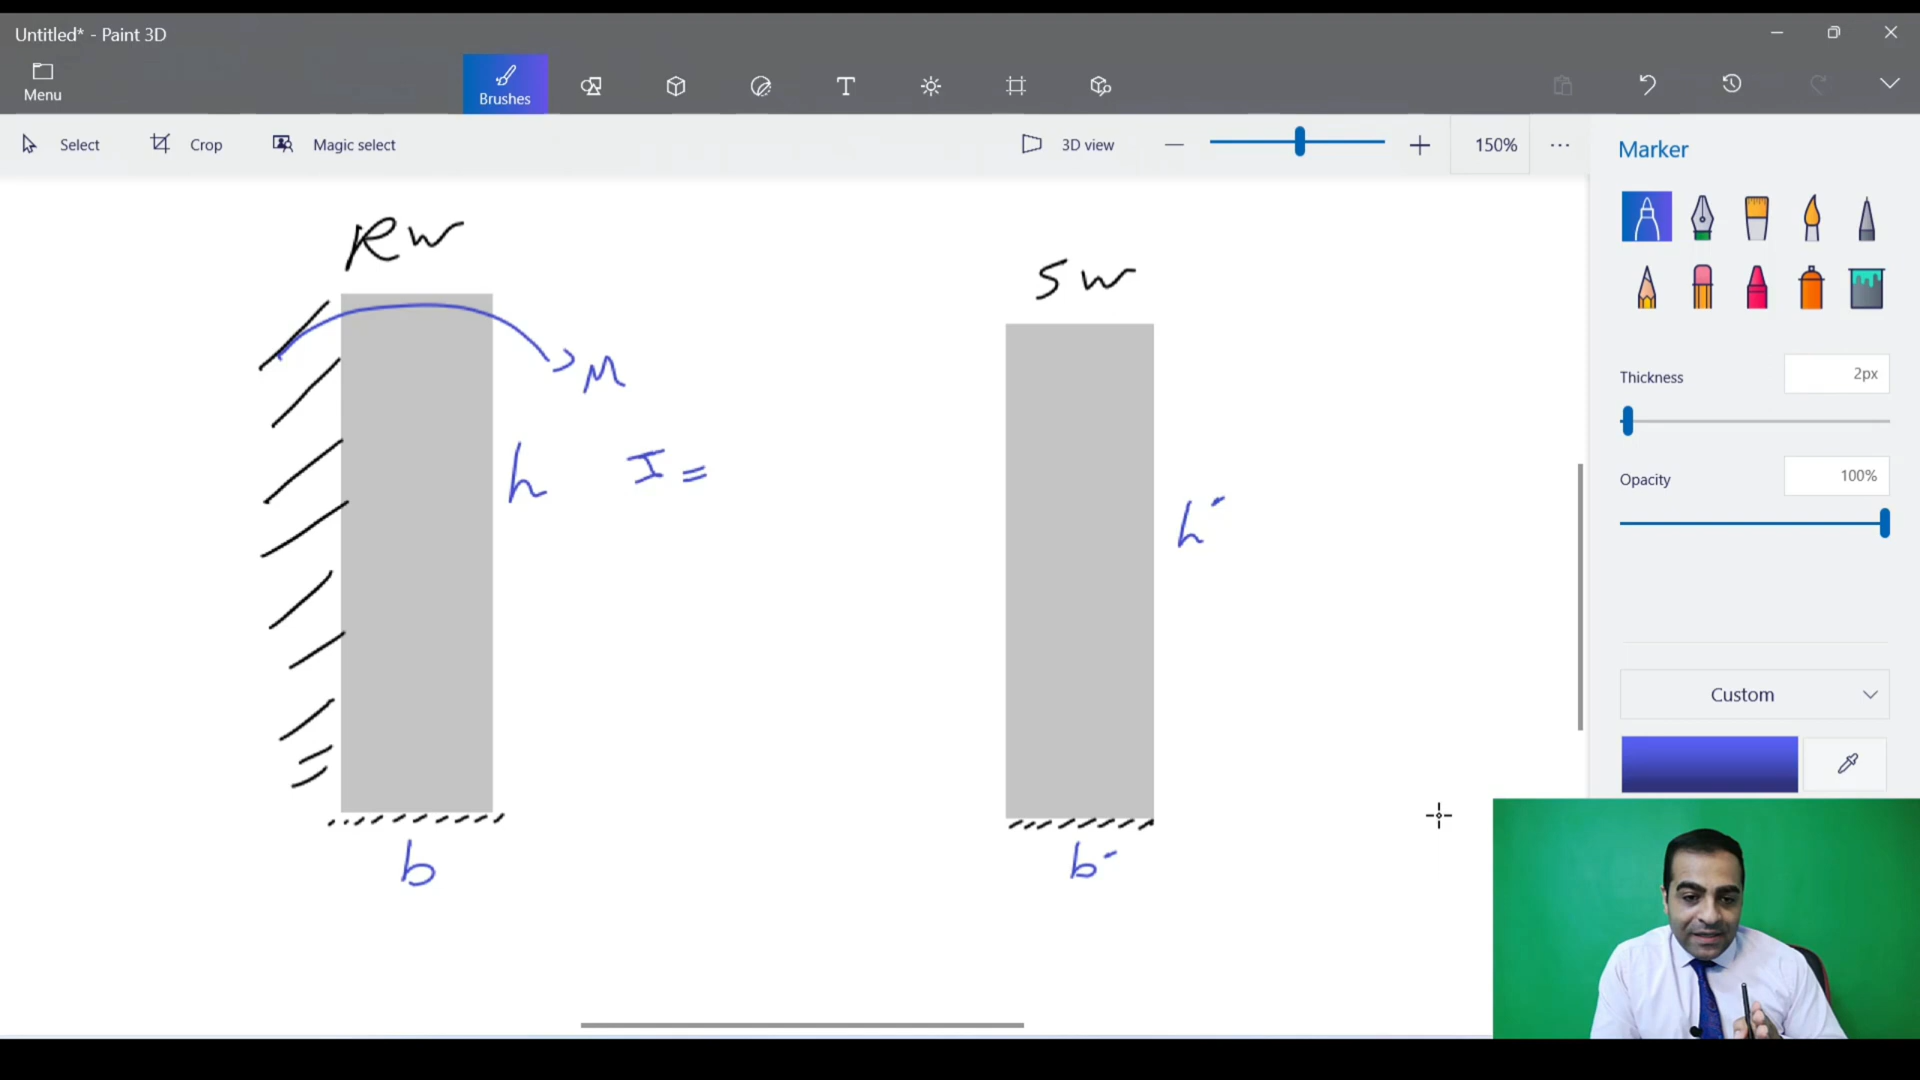 Untitled* - Paint 3D
Menu
Brushes
Select
Crop
Magic select
3D view
150%
Marker
Thickness
2px
Opacity
100%
Custom
RW
SW
M
h
I =
h-
b
b-